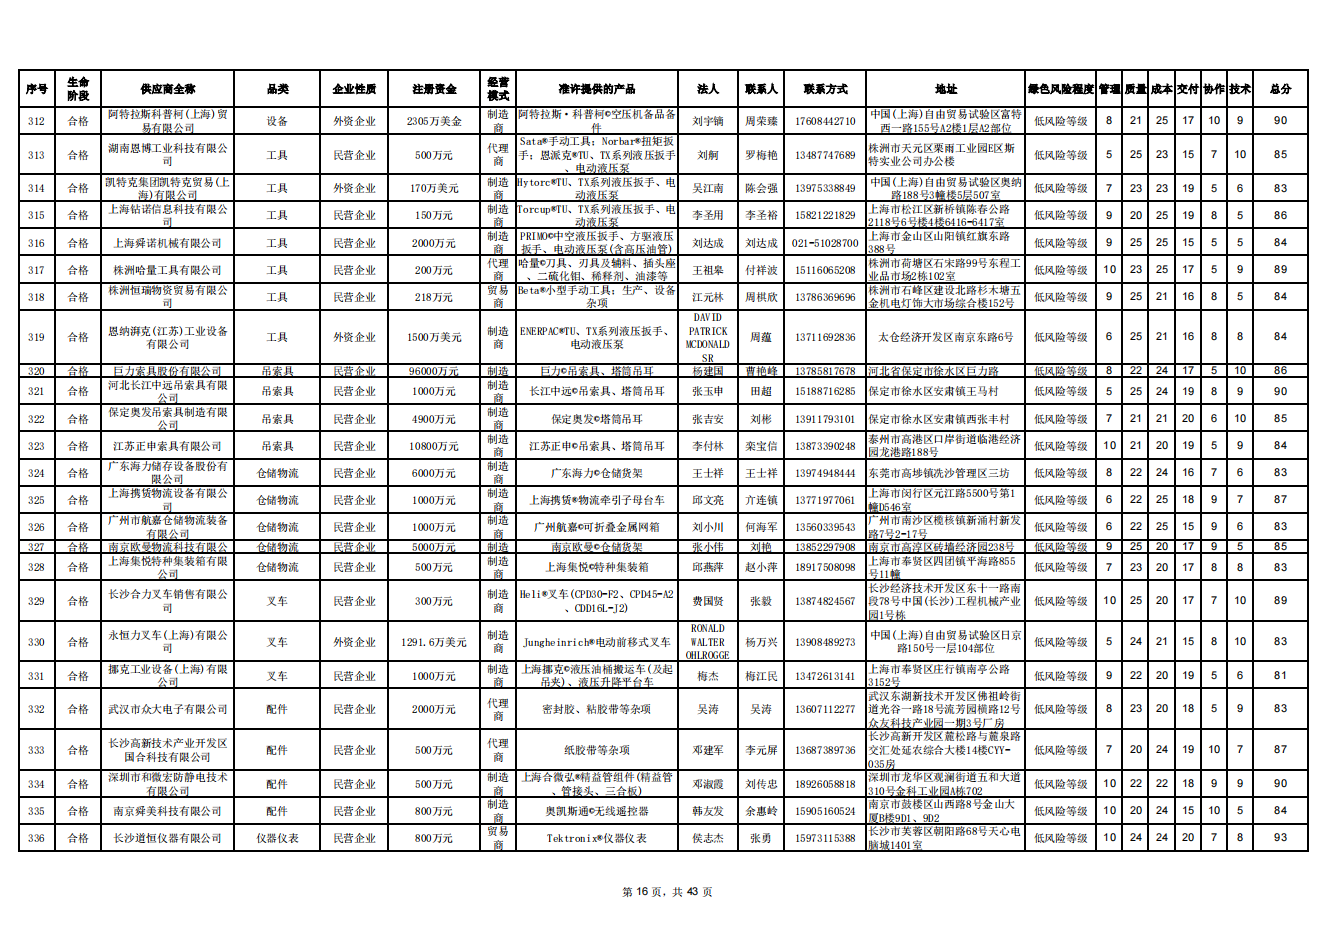 序号 生命阶段 供应商全称 品类 企业性质 注册资金 经营模式 准许提供的产品 法人 联系人 联系方式 地址 绿色风险程度 管理 质量 成本 交付 协作 技术 总分
312 合格 阿特拉斯科普柯(上海)贸易有限公司 设备 外资企业 2305万美金 制造商 阿特拉斯·科普柯©空压机备品备件 刘宇镝 周荣臻 17608442710 中国(上海)自由贸易试验区富特西一路155号A2楼1层A2部位 低风险等级 8 21 25 17 10 9 90
313 合格 湖南恩博工业科技有限公司 工具 民营企业 500万元 代理商 Sata®手动工具; Norbar®扭矩扳手; 恩派克®TU、TX系列液压扳手、电动液压泵 刘舸 罗梅艳 13487747689 株洲市天元区栗雨工业园E区斯特实业公司办公楼 低风险等级 5 25 23 15 7 10 85
314 合格 凯特克集团凯特克贸易(上海)有限公司 工具 外资企业 170万美元 制造商 Hytorc®TU、TX系列液压扳手、电动液压泵 吴江南 陈会强 13975338849 中国(上海)自由贸易试验区奥纳路188号3幢楼5层507室 低风险等级 7 23 23 19 5 6 83
315 合格 上海钻诺信息科技有限公司 工具 民营企业 150万元 制造商 Torcup®TU、TX系列液压扳手、电动液压泵 李圣用 李圣裕 15821221829 上海市松江区新桥镇陈春公路2118号6号楼4楼6416-6417室 低风险等级 9 20 25 19 8 5 86
316 合格 上海舜诺机械有限公司 工具 民营企业 2000万元 制造商 PRIMO©中空液压扳手、方驱液压扳手、电动液压泵(含高压油管) 刘达成 刘达成 021-51028700 上海市金山区山阳镇红旗东路388号 低风险等级 9 25 25 15 5 5 84
317 合格 株洲哈量工具有限公司 工具 民营企业 200万元 代理商 哈量©刀具、刃具及辅料、插头座、二硫化钼、稀释剂、油漆等 王祖皋 付祥波 15116065208 株洲市荷塘区石宋路99号东程工业品市场2栋102室 低风险等级 10 23 25 17 5 9 89
318 合格 株洲恒瑞物资贸易有限公司 工具 民营企业 218万元 贸易商 Beta®小型手动工具; 生产、设备杂项 江元林 周棋欣 13786369696 株洲市石峰区建设北路杉木塘五金机电灯饰大市场综合楼152号 低风险等级 9 25 21 16 8 5 84
319 合格 恩纳湃克(江苏)工业设备有限公司 工具 外资企业 1500万美元 制造商 ENERPAC®TU、TX系列液压扳手、电动液压泵 DAVID PATRICK MCDONALD SR 周蕴 13711692836 太仓经济开发区南京东路6号 低风险等级 6 25 21 16 8 8 84
320 合格 巨力索具股份有限公司 吊索具 民营企业 96000万元 制造 巨力©吊索具、塔筒吊耳 杨建国 曹艳峰 13785817678 河北省保定市徐水区巨力路 低风险等级 8 22 24 17 5 10 86
321 合格 河北长江中远吊索具有限公司 吊索具 民营企业 1000万元 制造商 长江中远©吊索具、塔筒吊耳 张玉申 田超 15188716285 保定市徐水区安肃镇王马村 低风险等级 5 25 24 19 8 9 90
322 合格 保定奥发吊索具制造有限公司 吊索具 民营企业 4900万元 制造商 保定奥发©塔筒吊耳 张吉安 刘彬 13911793101 保定市徐水区安肃镇西张丰村 低风险等级 7 21 21 20 6 10 85
323 合格 江苏正申索具有限公司 吊索具 民营企业 10800万元 制造商 江苏正申©吊索具、塔筒吊耳 李付林 栾宝信 13873390248 泰州市高港区口岸街道临港经济园龙港路188号 低风险等级 10 21 20 19 5 9 84
324 合格 广东海力储存设备股份有限公司 仓储物流 民营企业 6000万元 制造商 广东海力©仓储货架 王士祥 王士祥 13974948444 东莞市高埗镇洗沙管理区三坊 低风险等级 8 22 24 16 7 6 83
325 合格 上海携赁物流设备有限公司 仓储物流 民营企业 1000万元 制造商 上海携赁®物流牵引子母台车 邱文亮 亢连镇 13771977061 上海市闵行区元江路5500号第1幢D546室 低风险等级 6 22 25 18 9 7 87
326 合格 广州市航嘉仓储物流装备有限公司 仓储物流 民营企业 1000万元 制造商 广州航嘉©可折叠金属网箱 刘小川 何海军 13560339543 广州市南沙区榄核镇新涌村新发路7号2-17号 低风险等级 6 22 25 15 9 6 83
327 合格 南京欧曼物流科技有限公 仓储物流 民营企业 5000万元 制造 南京欧曼©仓储货架 张小伟 刘艳 13852297908 南京市高淳区砖墙经济园238号 低风险等级 9 25 20 17 9 5 85
328 合格 上海集悦特种集装箱有限公司 仓储物流 民营企业 500万元 制造商 上海集悦©特种集装箱 邱燕萍 赵小萍 18917508098 上海市奉贤区四团镇平海路855号11幢 低风险等级 7 23 20 17 8 8 83
329 合格 长沙合力叉车销售有限公司 叉车 民营企业 300万元 制造商 Heli®叉车(CPD30-F2、CPD45-A2、CDD16L-J2) 费国贤 张毅 13874824567 长沙经济技术开发区东十一路南段78号中国(长沙)工程机械产业园1号栋 低风险等级 10 25 20 17 7 10 89
330 合格 永恒力叉车(上海)有限公司 叉车 外资企业 1291.6万美元 制造商 Jungheinrich®电动前移式叉车 RONALD WALTER OHLROGGE 杨万兴 13908489273 中国(上海)自由贸易试验区日京路150号一层104部位 低风险等级 5 24 21 15 8 10 83
331 合格 挪克工业设备(上海)有限公司 叉车 民营企业 1000万元 制造商 上海挪克©液压油桶搬运车(及起吊夹)、液压升降平台车 梅杰 梅江民 13472613141 上海市奉贤区庄行镇南亭公路3152号 低风险等级 9 22 20 19 5 6 81
332 合格 武汉市众大电子有限公司 配件 民营企业 2000万元 代理商 密封胶、粘胶带等杂项 吴涛 吴涛 13607112277 武汉东湖新技术开发区佛祖岭街道光谷一路18号流芳园横路12号众友科技产业园一期3号厂房 低风险等级 8 23 20 18 5 9 83
333 合格 长沙高新技术产业开发区国合科技有限公司 配件 民营企业 500万元 代理商 纸胶带等杂项 邓建军 李元屏 13687389736 长沙高新开发区麓松路与麓泉路交汇处延农综合大楼14楼CYY-035房 低风险等级 7 20 24 19 10 7 87
334 合格 深圳市和微宏防静电技术有限公司 配件 民营企业 500万元 制造商 上海合微弘®精益管组件(精益管、管接头、三合板) 邓淑霞 刘传忠 18926058818 深圳市龙华区观澜街道五和大道310号金科工业园A栋702 低风险等级 10 22 22 18 9 9 90
335 合格 南京舜美科技有限公司 配件 民营企业 800万元 制造商 奥凯斯通©无线遥控器 韩友发 余惠岭 15905160524 南京市鼓楼区山西路8号金山大厦B楼9D1、9D2 低风险等级 10 20 24 15 10 5 84
336 合格 长沙道恒仪器有限公司 仪器仪表 民营企业 800万元 贸易商 Tektronix®仪器仪表 侯志杰 张勇 15973115388 长沙市芙蓉区朝阳路68号天心电脑城1401室 低风险等级 10 24 24 20 7 8 93
第 16 页, 共 43 页